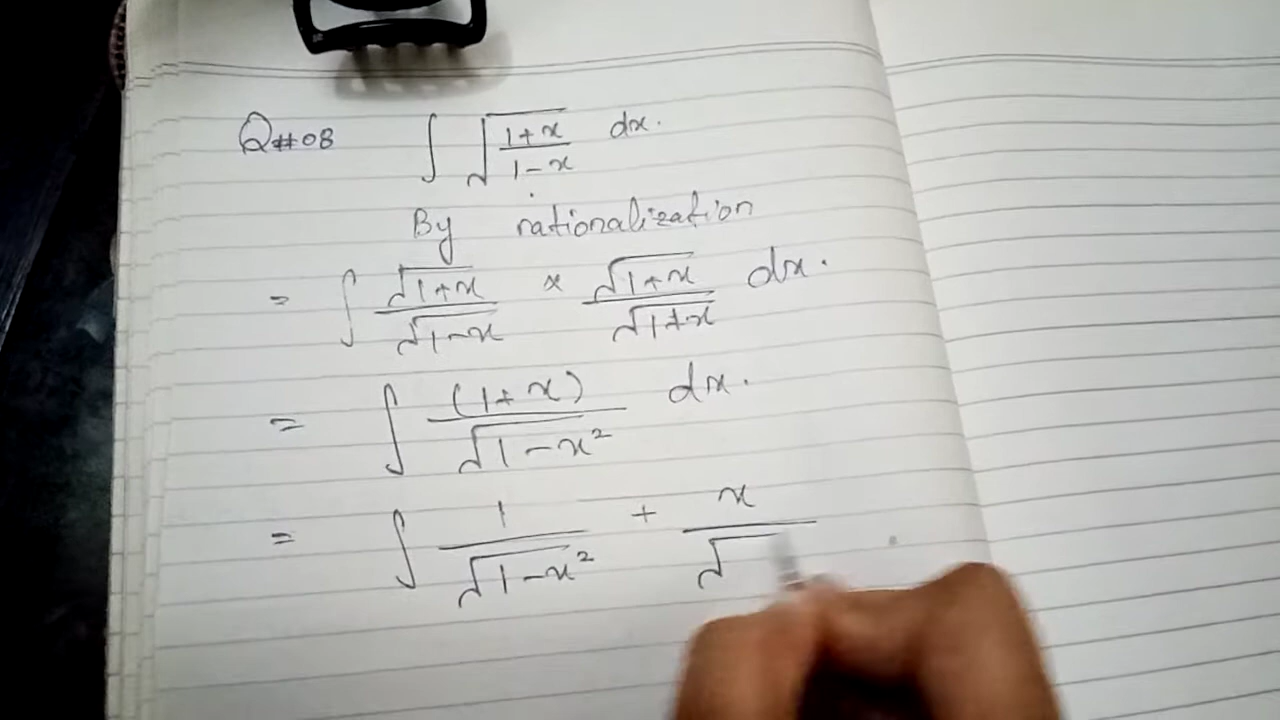 Q#08 ∫ √(1+x / 1-x) dx.
By rationalization
= ∫ √1+x / √1-x × √1+x / √1+x dx.
= ∫ (1+x) / √1-x² dx.
= ∫ 1 / √1-x² + x / √